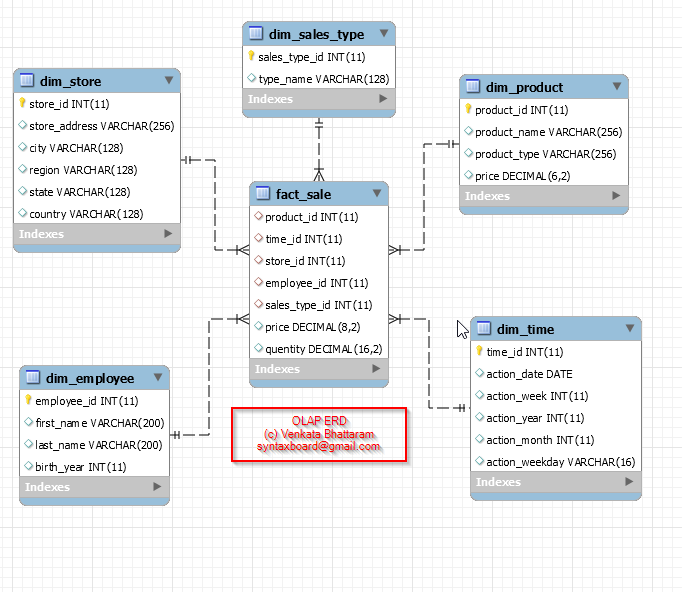 dim_sales_type
sales_type_id INT(11)
type_name VARCHAR(128)
Indexes
dim_store
store_id INT(11)
store_address VARCHAR(256)
city VARCHAR(128)
region VARCHAR(128)
state VARCHAR(128)
country VARCHAR(128)
Indexes
dim_product
product_id INT(11)
product_name VARCHAR(256)
product_type VARCHAR(256)
price DECIMAL(6,2)
Indexes
fact_sale
product_id INT(11)
time_id INT(11)
store_id INT(11)
employee_id INT(11)
sales_type_id INT(11)
price DECIMAL(8,2)
quentity DECIMAL(16,2)
Indexes
dim_employee
employee_id INT(11)
first_name VARCHAR(200)
last_name VARCHAR(200)
birth_year INT(11)
Indexes
dim_time
time_id INT(11)
action_date DATE
action_week INT(11)
action_year INT(11)
action_month INT(11)
action_weekday VARCHAR(16)
Indexes
OLAP ERD
(c) Venkata Bhattaram
syntaxboard@gmail.com